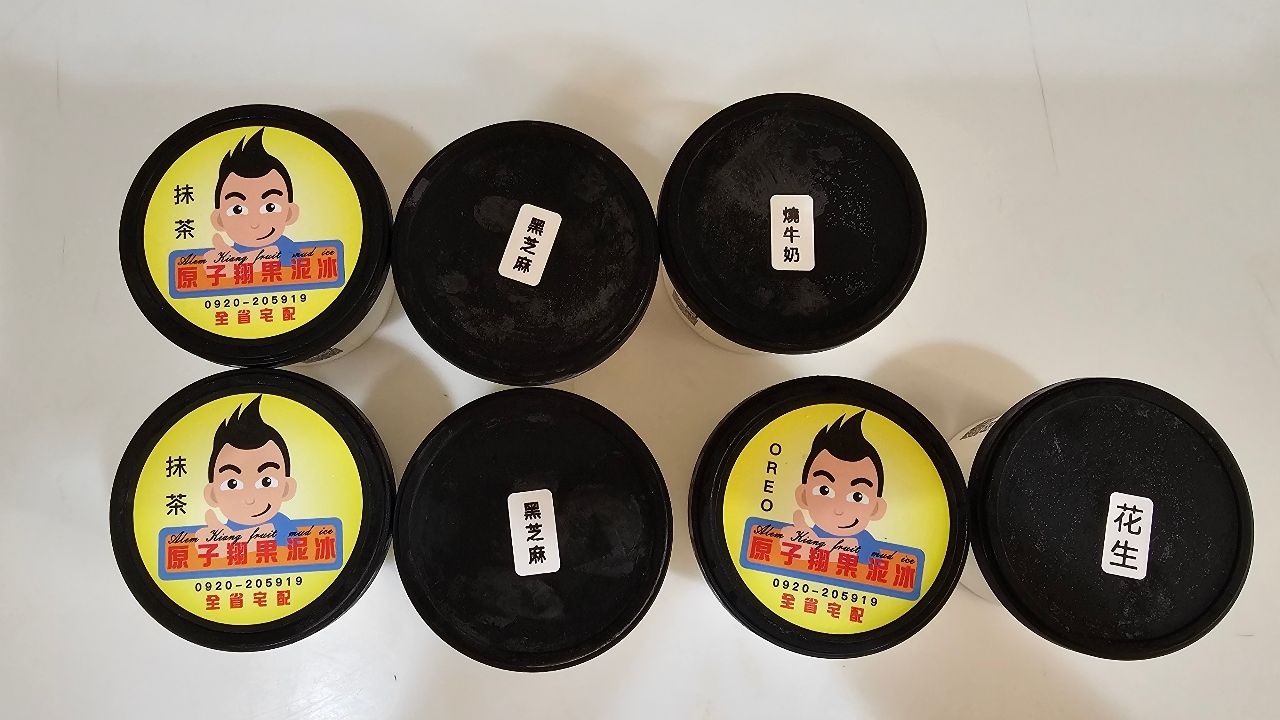 抹茶
Atem Kiang fruit mud ice
原子翔果泥冰
0920-205919
全省宅配
黑芝麻
燒牛奶
抹茶
Atem Kiang fruit mud ice
原子翔果泥冰
0920-205919
全省宅配
黑芝麻
OREO
Atem Kiang fruit mud ice
原子翔果泥冰
0920-205919
全省宅配
花生